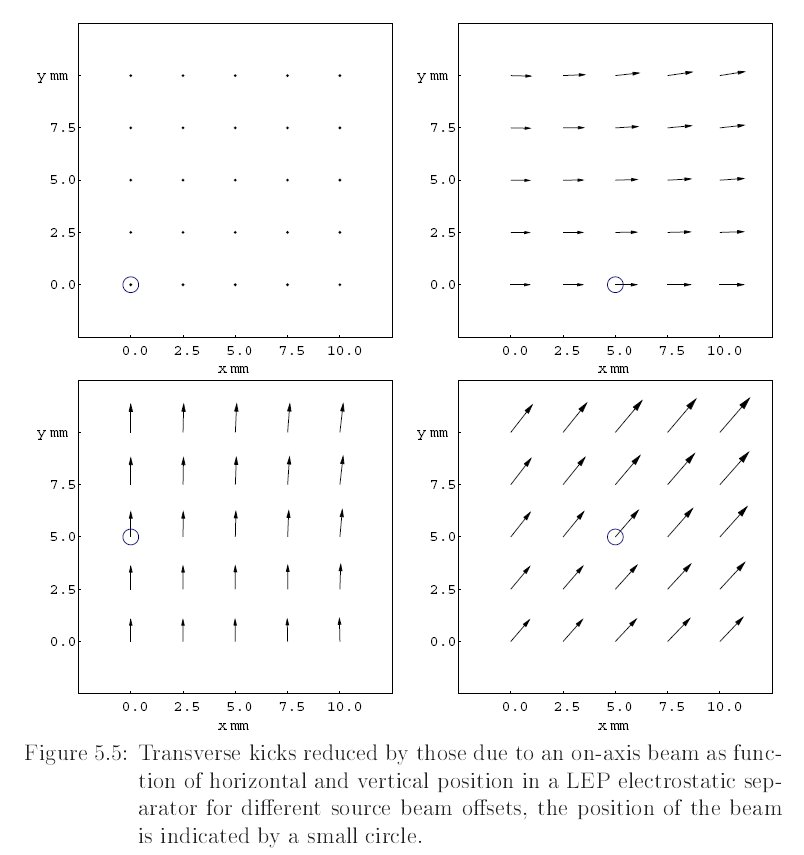 y mm
7.5
5.0
2.5
0.0
0.0 2.5 5.0 7.5 10.0
x mm
y mm
7.5
5.0
2.5
0.0
0.0 2.5 5.0 7.5 10.0
x mm
y mm
7.5
5.0
2.5
0.0
0.0 2.5 5.0 7.5 10.0
x mm
y mm
7.5
5.0
2.5
0.0
0.0 2.5 5.0 7.5 10.0
x mm
Figure 5.5: Transverse kicks reduced by those due to an on-axis beam as func-
tion of horizontal and vertical position in a LEP electrostatic sep-
arator for different source beam offsets, the position of the beam
is indicated by a small circle.